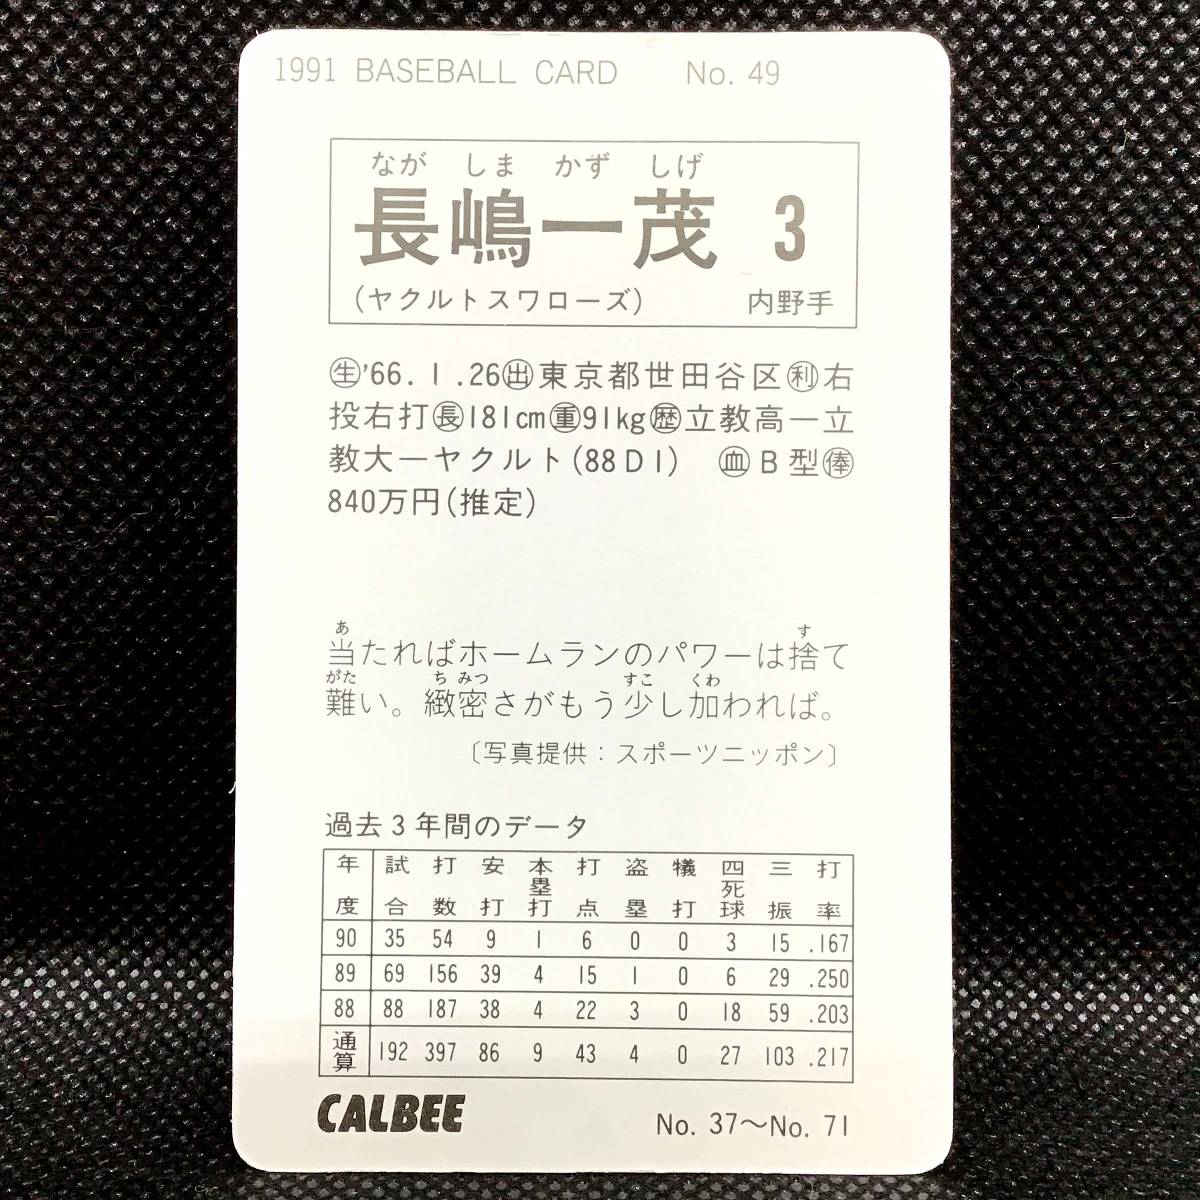 1991 BASEBALL CARD No. 49
なが しま かず しげ
長嶋一茂 3
(ヤクルトスワローズ) 内野手
㊤'66.1.26㊦東京都世田谷区㊒右
投右打㊐181cm㊟91kg㊭立教高―立
教大―ヤクルト(88D1) 血B型俸
840万円(推定)
あ す
当たればホームランのパワーは捨て
がた ち みつ すこ くわ
難い。緻密さがもう少し加われば。
〔写真提供:スポーツニッポン〕
過去3年間のデータ
年度 試合 打数 安打 本塁打 打点 盗塁 犠打 四死球 三振 打率
90 35 54 9 1 6 0 0 3 15 .167
89 69 156 39 4 15 1 0 6 29 .250
88 88 187 38 4 22 3 0 18 59 .203
通算 192 397 86 9 43 4 0 27 103 .217
CALBEE No. 37～No. 71